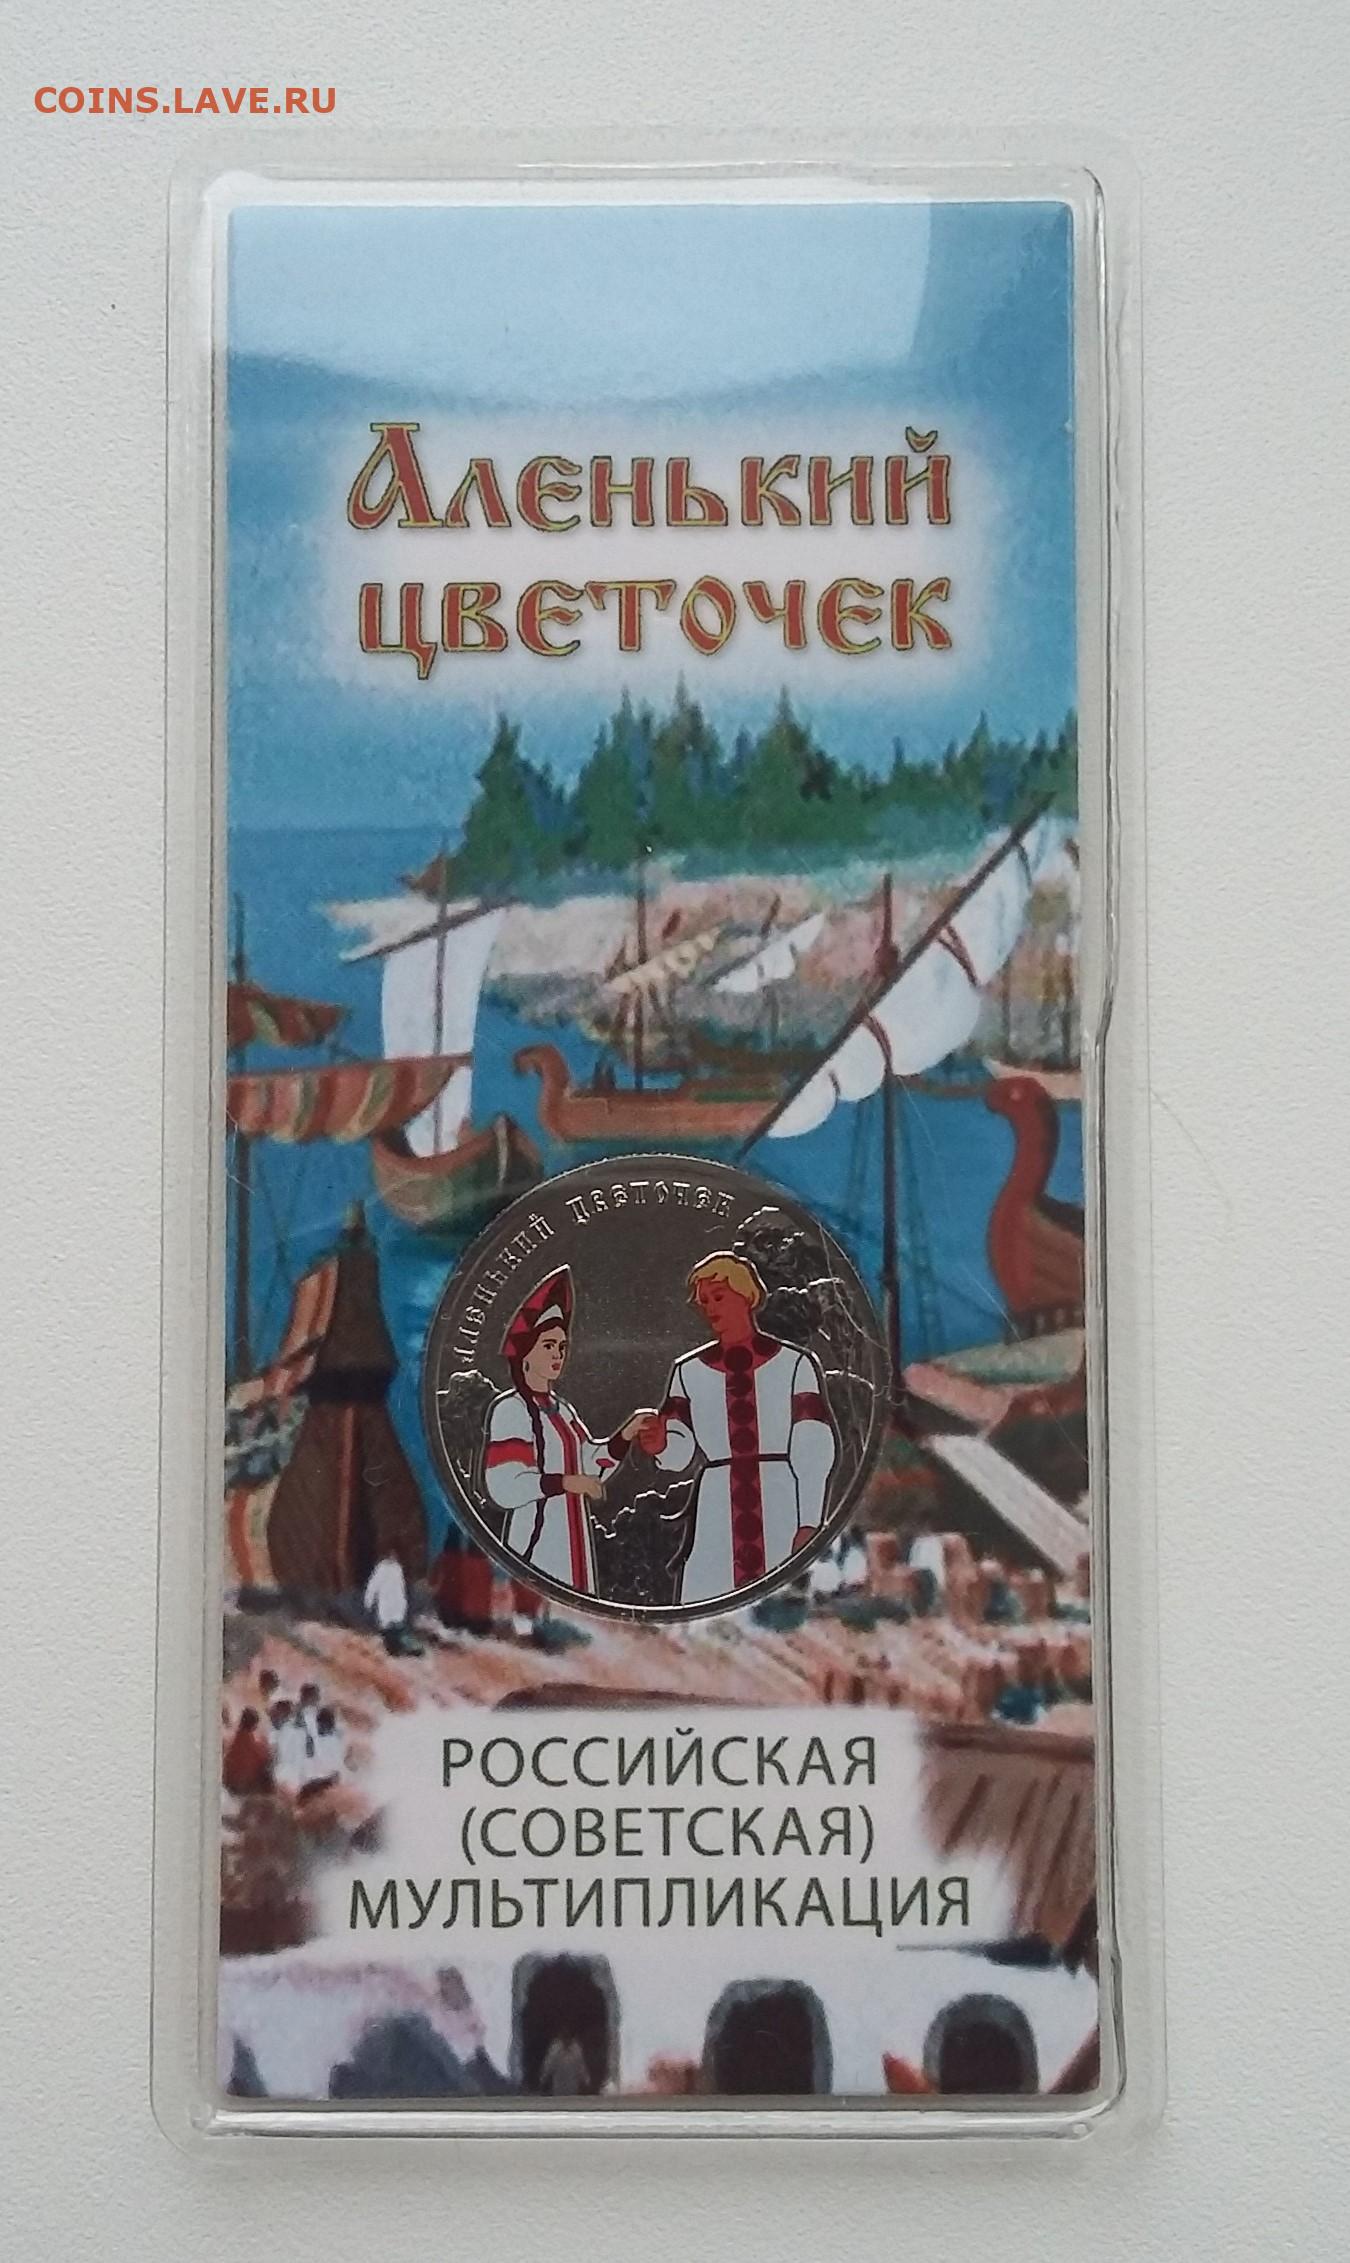 COINS.LAVE.RU
Аленький
цветочек
АЛЕНЬКИЙ ЦВЕТОЧЕК
РОССИЙСКАЯ
(СОВЕТСКАЯ)
МУЛЬТИПЛИКАЦИЯ